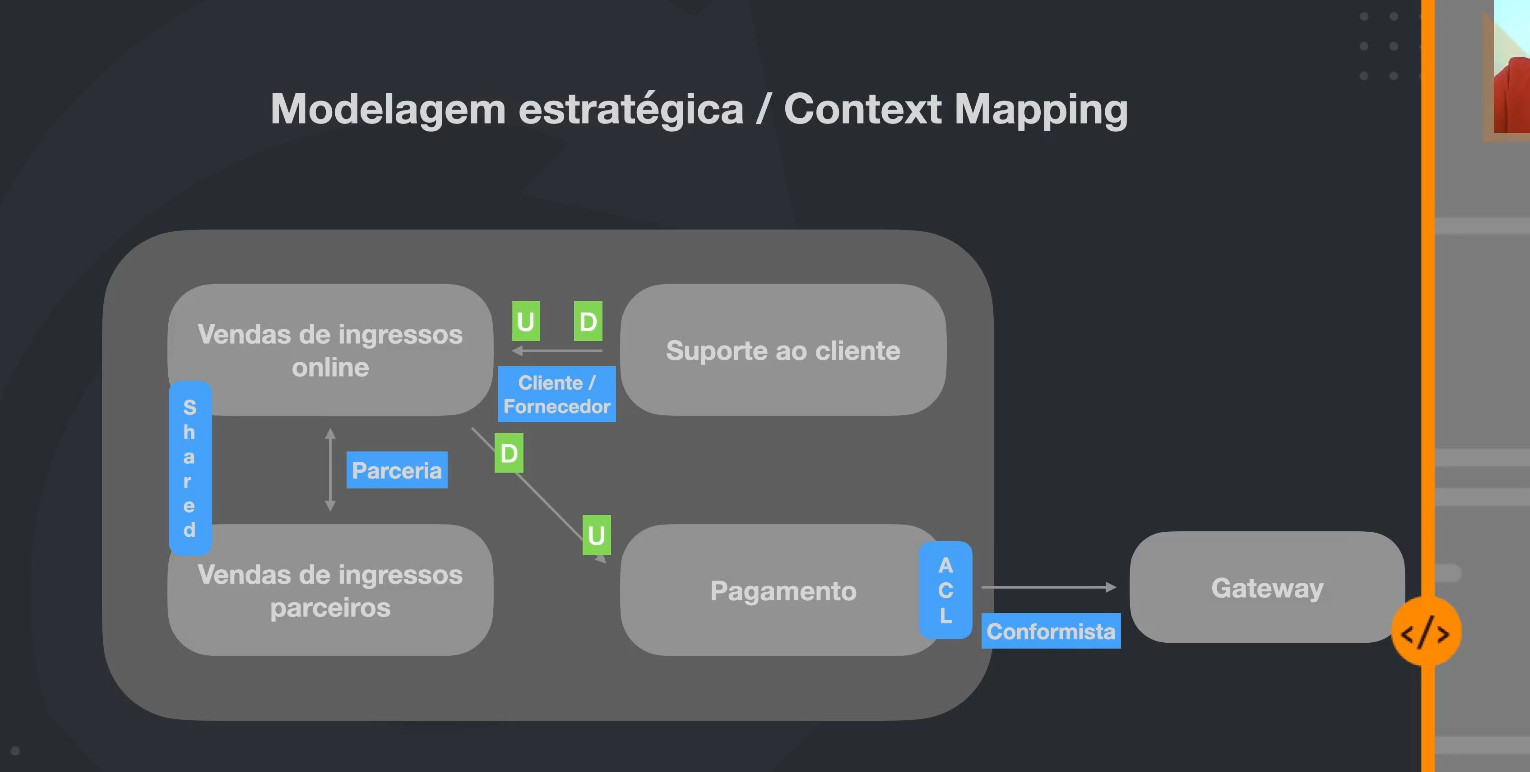 Modelagem estratégica / Context Mapping
Vendas de ingressos
online
U
D
Cliente /
Fornecedor
Suporte ao cliente
S
h
a
r
e
d
Parceria
D
U
Vendas de ingressos
parceiros
Pagamento
A
C
L
Conformista
Gateway
</>